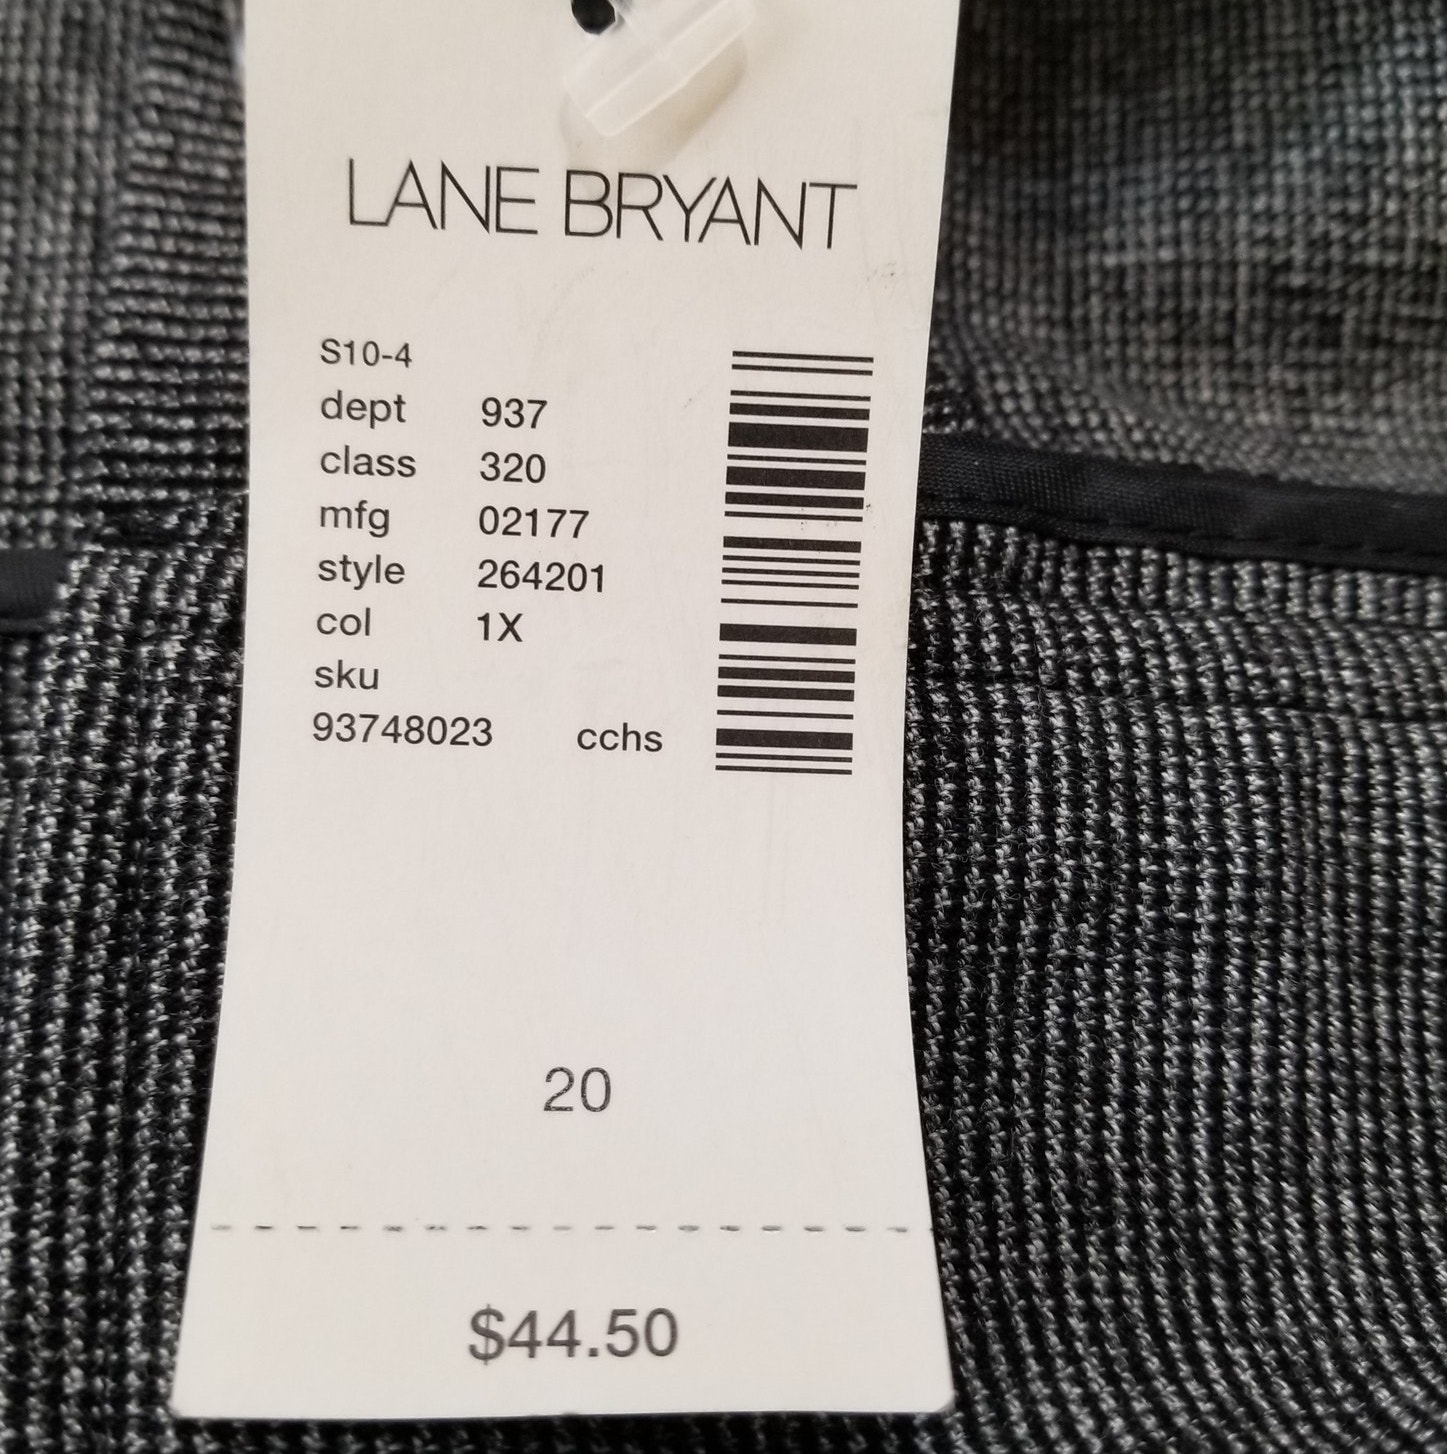 LANE BRYANT
S10-4
dept 937
class 320
mfg 02177
style 264201
col 1X
sku
93748023 cchs
20
$44.50